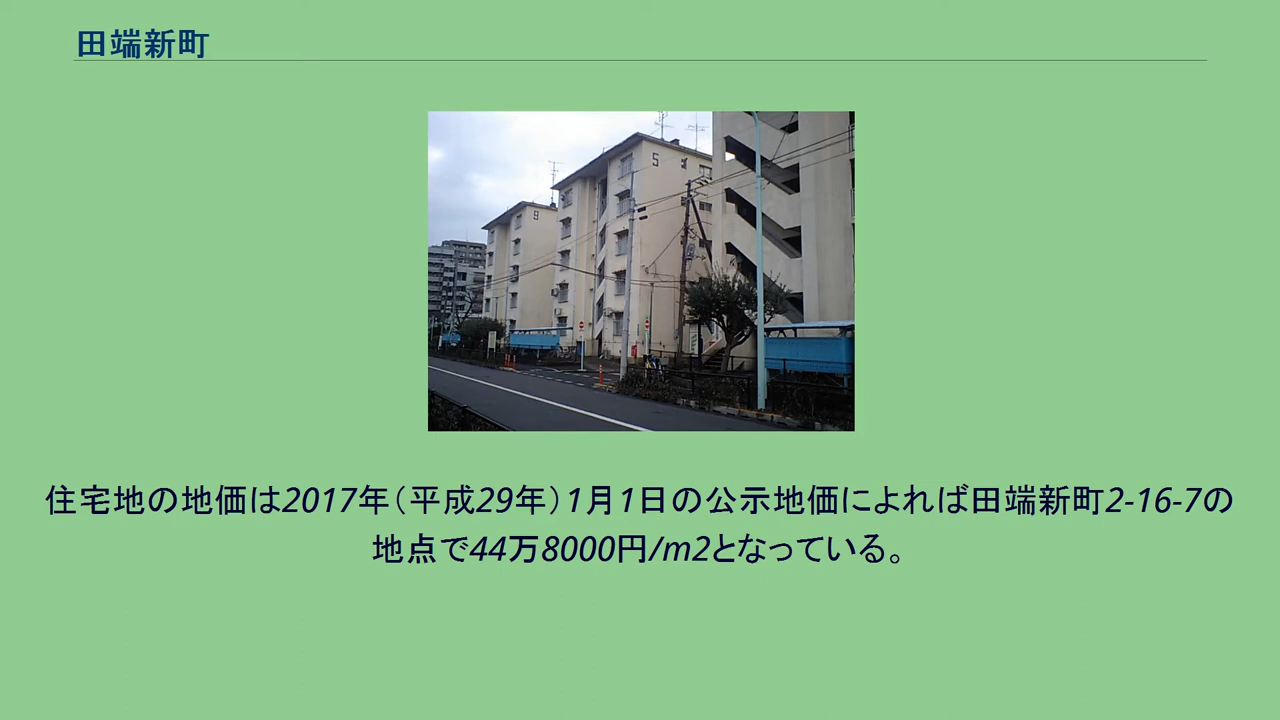 田端新町
5
9
住宅地の地価は2017年（平成29年）1月1日の公示地価によれば田端新町2-16-7の
地点で44万8000円/m2となっている。